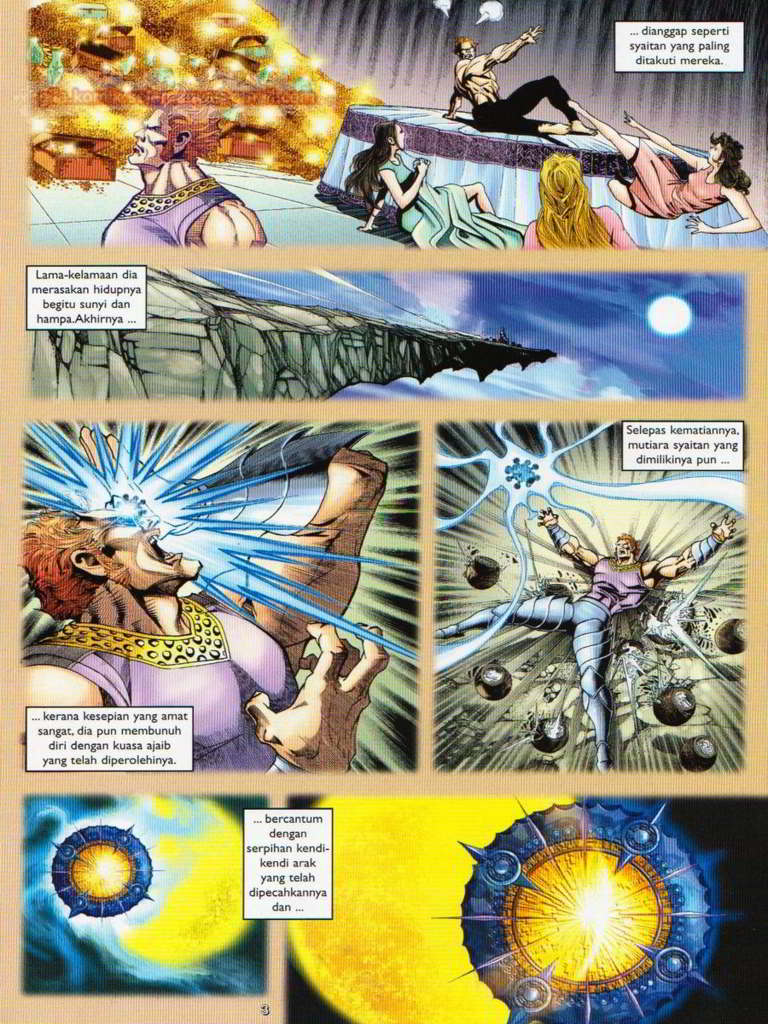 ... dianggap seperti
syaitan yang paling
ditakuti mereka.
Lama-kelamaan dia
merasakan hidupnya
begitu sunyi dan
hampa.Akhirnya ...
Selepas kematiannya,
mutiara syaitan yang
dimilikinya pun ...
... kerana kesepian yang amat
sangat, dia pun membunuh
diri dengan kuasa ajaib
yang telah diperolehinya.
... bercantum
dengan
serpihan kendi-
kendi arak
yang telah
dipecahkannya
dan ...
3